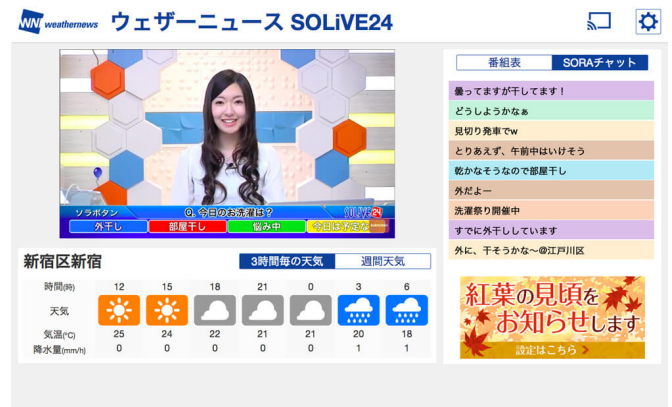 WNI weathernews ウェザーニュース SOLiVE24
番組表 SORAチャット
曇ってますが干してます！
どうしようかなぁ
見切り発車でw
とりあえず、午前中はいけそう
乾かなそうなので部屋干し
外だよー
洗濯祭り開催中
すでに外干ししています
外に、干そうかな〜@江戸川区
ソラボタン Q. 今日のお洗濯は？ SOLiVE24
外干し 部屋干し 悩み中 今日は予定なし
新宿区新宿 3時間毎の天気 週間天気
時間(時) 12 15 18 21 0 3 6
天気
気温(℃) 25 24 22 21 21 20 18
降水量(mm/h) 0 0 0 0 0 1 1
紅葉の見頃を
お知らせします
設定はこちら >